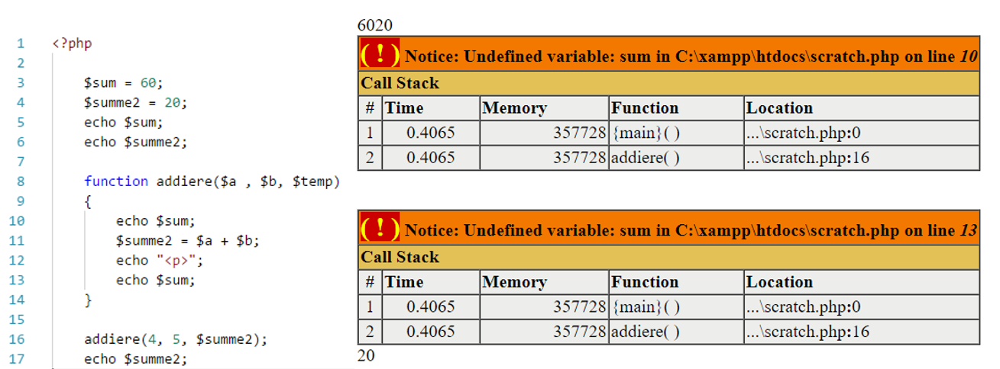 1 <?php
2
3 $sum = 60;
4 $summe2 = 20;
5 echo $sum;
6 echo $summe2;
7
8 function addiere($a , $b, $temp)
9 {
10 echo $sum;
11 $summe2 = $a + $b;
12 echo "<p>";
13 echo $sum;
14 }
15
16 addiere(4, 5, $summe2);
17 echo $summe2;
6020
( ! ) Notice: Undefined variable: sum in C:\xampp\htdocs\scratch.php on line 10
Call Stack
# Time Memory Function Location
1 0.4065 357728 {main}( ) ...\scratch.php:0
2 0.4065 357728 addiere( ) ...\scratch.php:16
( ! ) Notice: Undefined variable: sum in C:\xampp\htdocs\scratch.php on line 13
Call Stack
# Time Memory Function Location
1 0.4065 357728 {main}( ) ...\scratch.php:0
2 0.4065 357728 addiere( ) ...\scratch.php:16
20